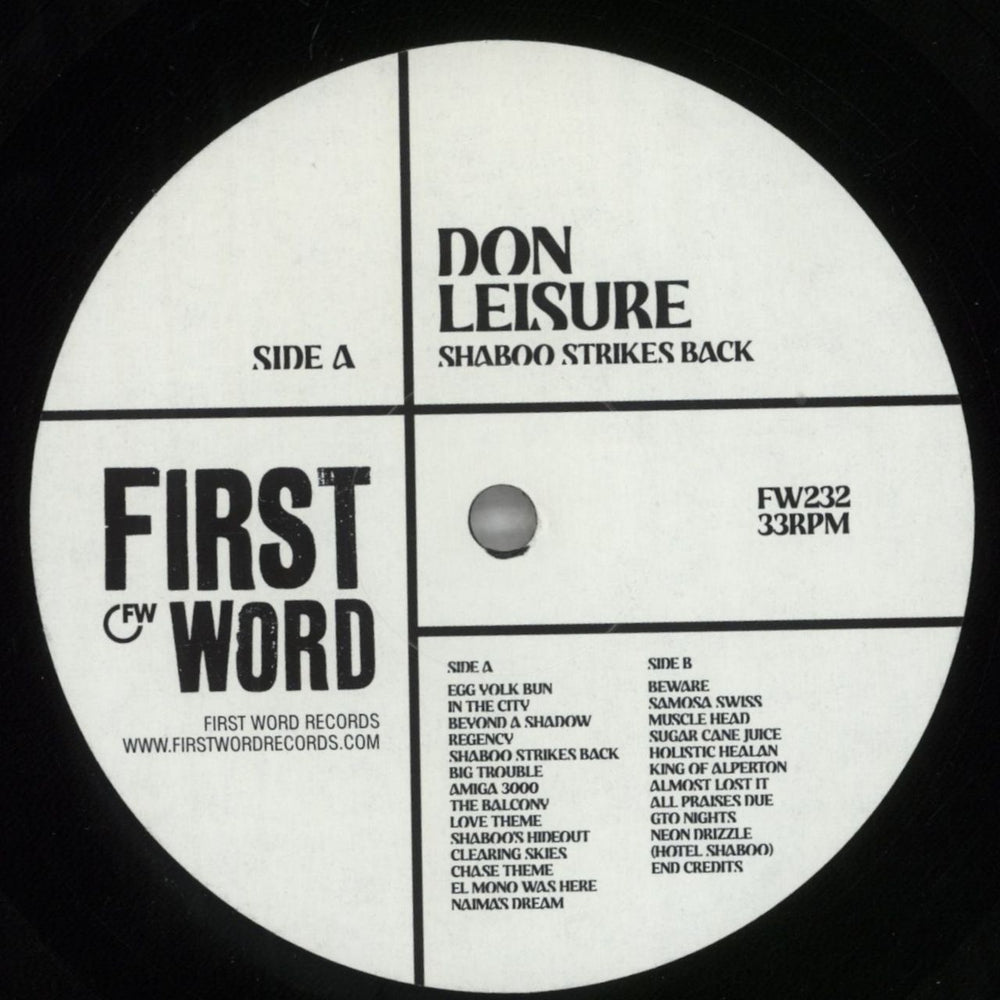 DON
LEISURE
SHABOO STRIKES BACK
SIDE A
FIRST
FW
WORD
FIRST WORD RECORDS
WWW.FIRSTWORDRECORDS.COM
FW232
33RPM
SIDE A
EGG YOLK BUN
IN THE CITY
BEYOND A SHADOW
REGENCY
SHABOO STRIKES BACK
BIG TROUBLE
AMIGA 3000
THE BALCONY
LOVE THEME
SHABOO'S HIDEOUT
CLEARING SKIES
CHASE THEME
EL MONO WAS HERE
NAIMA'S DREAM
SIDE B
BEWARE
SAMOSA SWISS
MUSCLE HEAD
SUGAR CANE JUICE
HOLISTIC HEALAN
KING OF ALPERTON
ALMOST LOST IT
ALL PRAISES DUE
GTO NIGHTS
NEON DRIZZLE
(HOTEL SHABOO)
END CREDITS